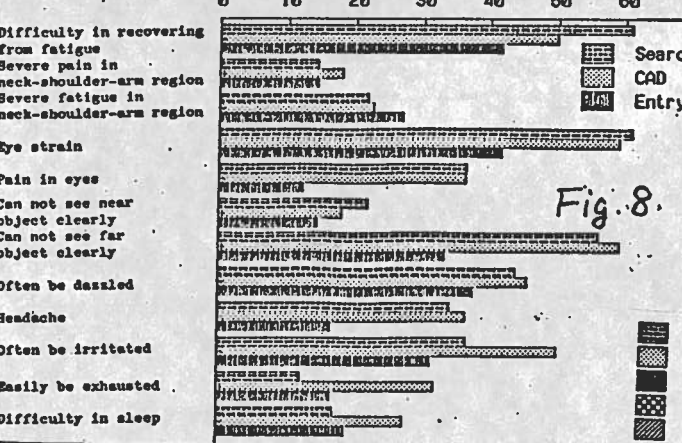 0 10 20 30 40 50 60
Difficulty in recovering
from fatigue
Severe pain in
neck-shoulder-arm region
Severe fatigue in
neck-shoulder-arm region
Eye strain
Pain in eyes
Can not see near
object clearly
Can not see far
object clearly
Often be dazzled
Headache
Often be irritated
Easily be exhausted
Difficulty in sleep
Searc
CAD
Entry
Fig. 8.